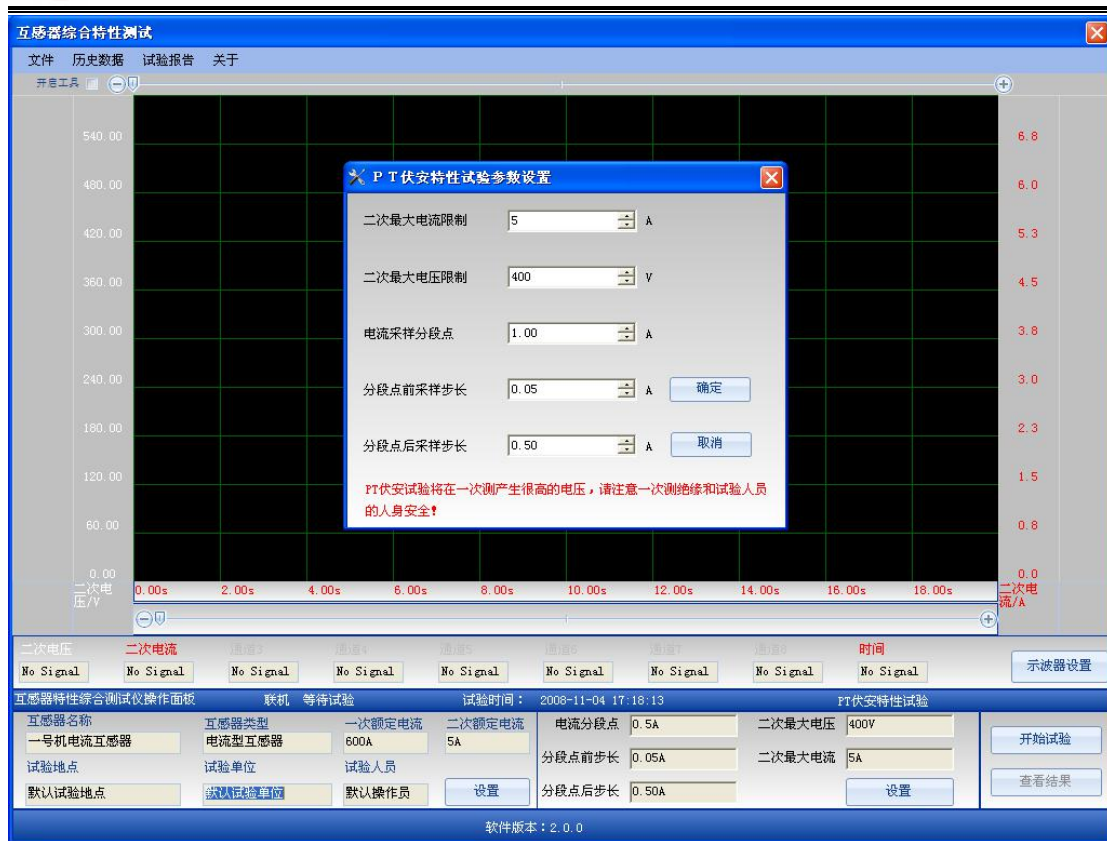 互感器综合特性测试
文件 历史数据 试验报告 关于
开启工具
540.00
480.00
420.00
360.00
300.00
240.00
180.00
120.00
60.00
0.00
二次电压/V
6.8
6.0
5.3
4.5
3.8
3.0
2.3
1.5
0.8
0.0
二次电流/A
0.00s 2.00s 4.00s 6.00s 8.00s 10.00s 12.00s 14.00s 16.00s 18.00s
ＰＴ伏安特性试验参数设置
二次最大电流限制 5 A
二次最大电压限制 400 V
电流采样分段点 1.00 A
分段点前采样步长 0.05 A 确定
分段点后采样步长 0.50 A 取消
PT伏安试验将在一次测产生很高的电压，请注意一次测绝缘和试验人员
的人身安全！
二次电压 二次电流 通道3 通道4 通道5 通道6 通道7 通道8 时间
No Signal No Signal No Signal No Signal No Signal No Signal No Signal No Signal No Signal 示波器设置
互感器特性综合测试仪操作面板 联机 等待试验 试验时间： 2008-11-04 17:18:13 PT伏安特性试验
互感器名称 互感器类型 一次额定电流 二次额定电流 电流分段点 0.5A 二次最大电压 400V
一号机电流互感器 电流型互感器 600A 5A 开始试验
试验地点 试验单位 试验人员 分段点前步长 0.05A 二次最大电流 5A
默认试验地点 默认试验单位 默认操作员 设置 分段点后步长 0.50A 设置 查看结果
软件版本：2.0.0